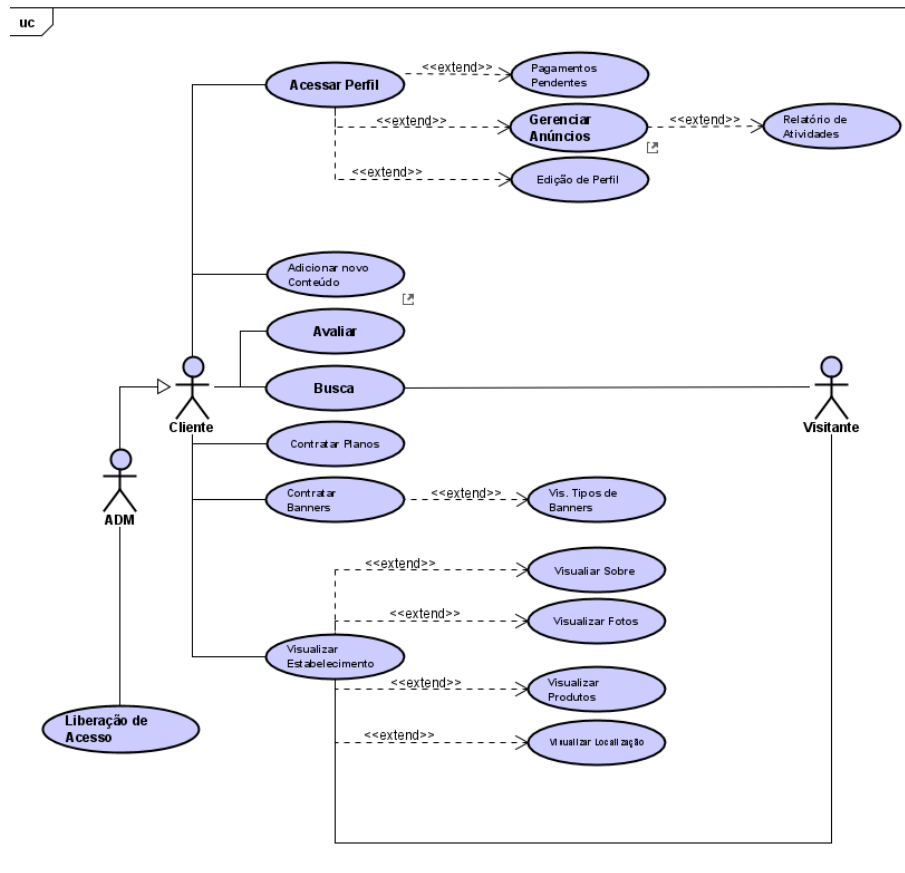 uc
<<extend>>
Pagamentos
Pendentes
Acessar Perfil
<<extend>>
Gerenciar
Anúncios
<<extend>>
Relatório de
Atividades
<<extend>>
Edição de Perfil
Adicionar novo
Conteúdo
Avaliar
Busca
Cliente
Visitante
Contratar Planos
Contratar
Banners
<<extend>>
Vis. Tipos de
Banners
ADM
<<extend>>
Visualiar Sobre
<<extend>>
Visualizar Fotos
Visualizar
Estabelecimento
<<extend>>
Visualizar
Produtos
Liberação de
Acesso
<<extend>>
Visualizar Localização